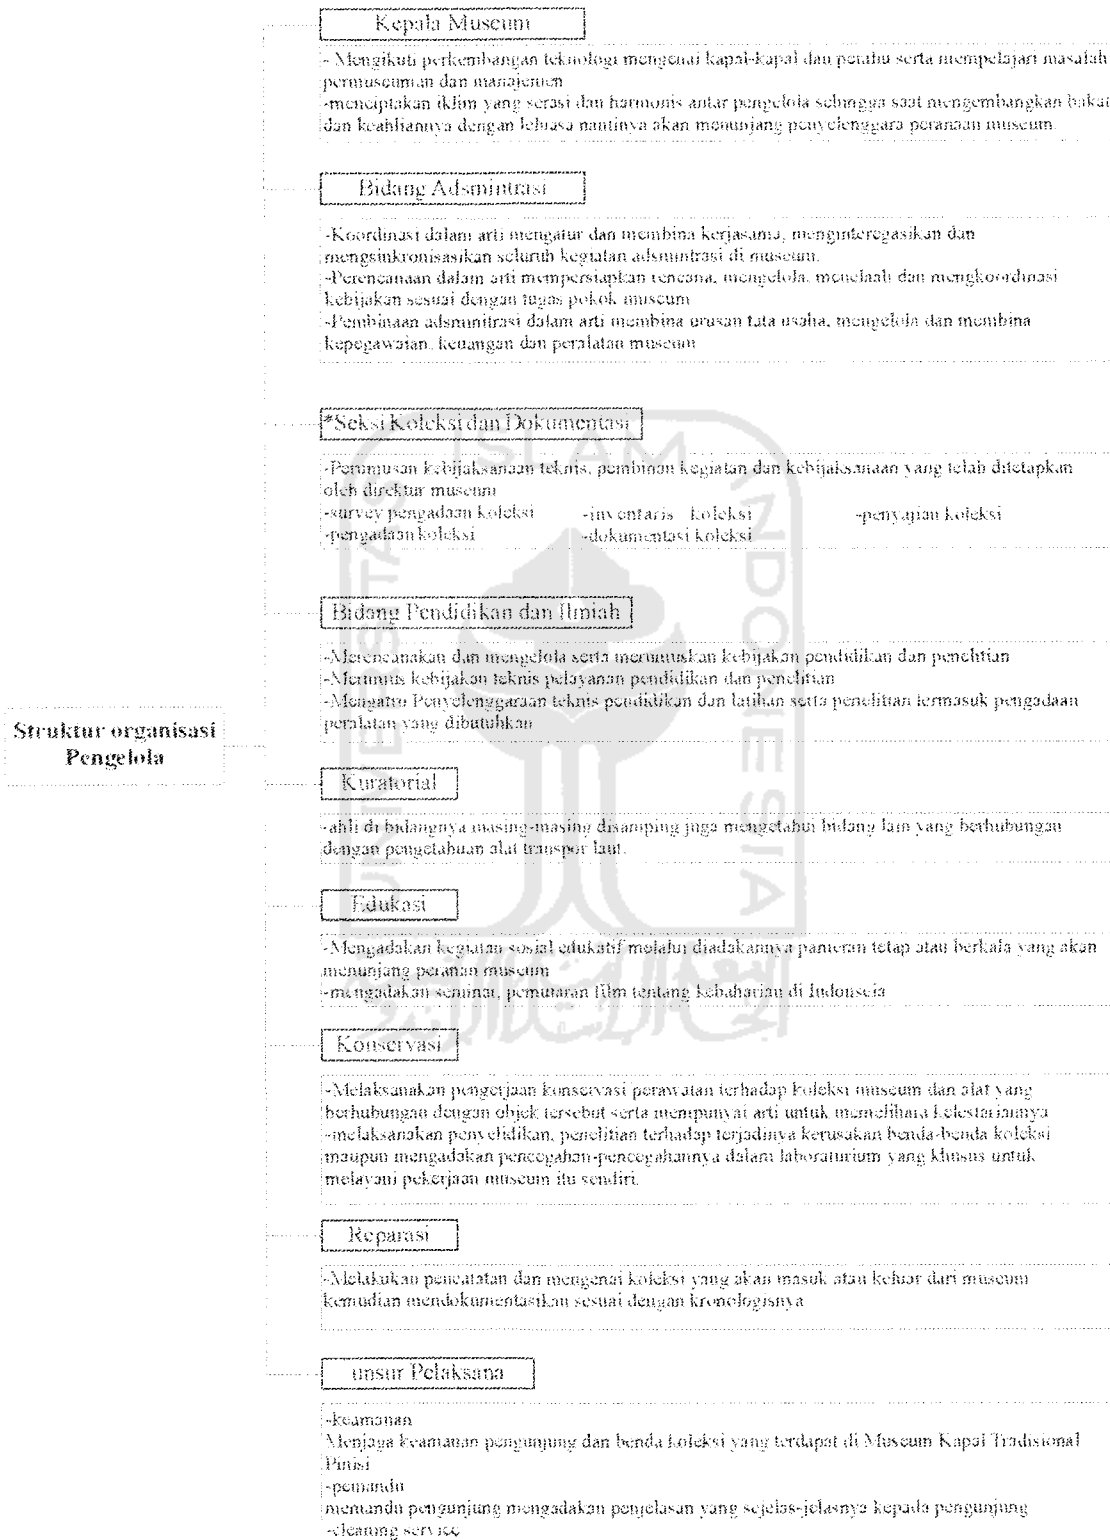 Kepala Museum
- Mengikuti perkembangan teknologi mengenai kapal-kapal dan perahu serta mempelajari masalah
permuseuman dan manajemen
-menciptakan iklim yang serasi dan harmonis antar pengelola sehingga saat mengembangkan bakat
dan keahliannya dengan leluasa nantinya akan menunjang penyelenggara peranaan museum.
Bidang Adsmintrasi
-Koordinasi dalam arti mengatur dan membina kerjasama, menginteregasikan dan
mengsinkronisasikan seluruh kegiatan adsmintrasi di museum.
-Perencanaan dalam arti mempersiapkan rencana, mengelola, menelaah dan mengkoordinasi
kebijakan sesuai dengan tugas pokok museum
-Pembinaan adsmunitrasi dalam arti membina urusan tata usaha, mengelola dan membina
kepegawaian, keuangan dan peralatan museum
*Seksi Koleksi dan Dokumentasi
-Perumusan kebijaksanaan teknis, pembinan kegiatan dan kebijaksanaan yang telah ditetapkan
oleh direktur museum
-survey pengadaan koleksi -inventaris koleksi -penyajian koleksi
-pengadaan koleksi -dokumentasi koleksi
Bidang Pendidikan dan Ilmiah
-Merencanakan dan mengelola serta merumuskan kebijakan pendidikan dan penelitian
-Merumus kebijakan teknis pelayanan pendidikan dan penelitian
-Mengatru Penyelenggaraan teknis pendidikan dan latihan serta penelitian termasuk pengadaan
peralatan yang dibutuhkan
Struktur organisasi
Pengelola
Kuratorial
-ahli di bidangnya masing-masing disamping juga mengetahui bidang lain yang berhubungan
dengan pengetahuan alat transpor laut.
Edukasi
-Mengadakan kegiatan sosial edukatif melalui diadakannya pameran tetap atau berkala yang akan
menunjang peranan museum
-mengadakan seminar, pemutaran film tentang kebaharian di Indonseia
Konservasi
-Melaksanakan pengerjaan konservasi perawatan terhadap koleksi museum dan alat yang
berhubungan dengan objek tersebut serta mempunyai arti untuk memelihara kelestariannya
-melaksanakan penyelidikan, penelitian terhadap terjadinya kerusakan benda-benda koleksi
maupun mengadakan pencegahan-pencegahannya dalam laboraturium yang khusus untuk
melayani pekerjaan museum itu sendiri.
Reparasi
-Melakukan pencatatan dan mengenai koleksi yang akan masuk atau keluar dari museum
kemudian mendokumentasikan sesuai dengan kronologisnya
unsur Pelaksana
-keamanan
Menjaga keamanan pengunjung dan benda koleksi yang terdapat di Museum Kapal Tradisional
Pinisi
-pemandu
memandu pengunjung mengadakan penjelasan yang sejelas-jelasnya kepada pengunjung
-cleaning service
UNIVERSITAS
ISLAM
INDONESIA